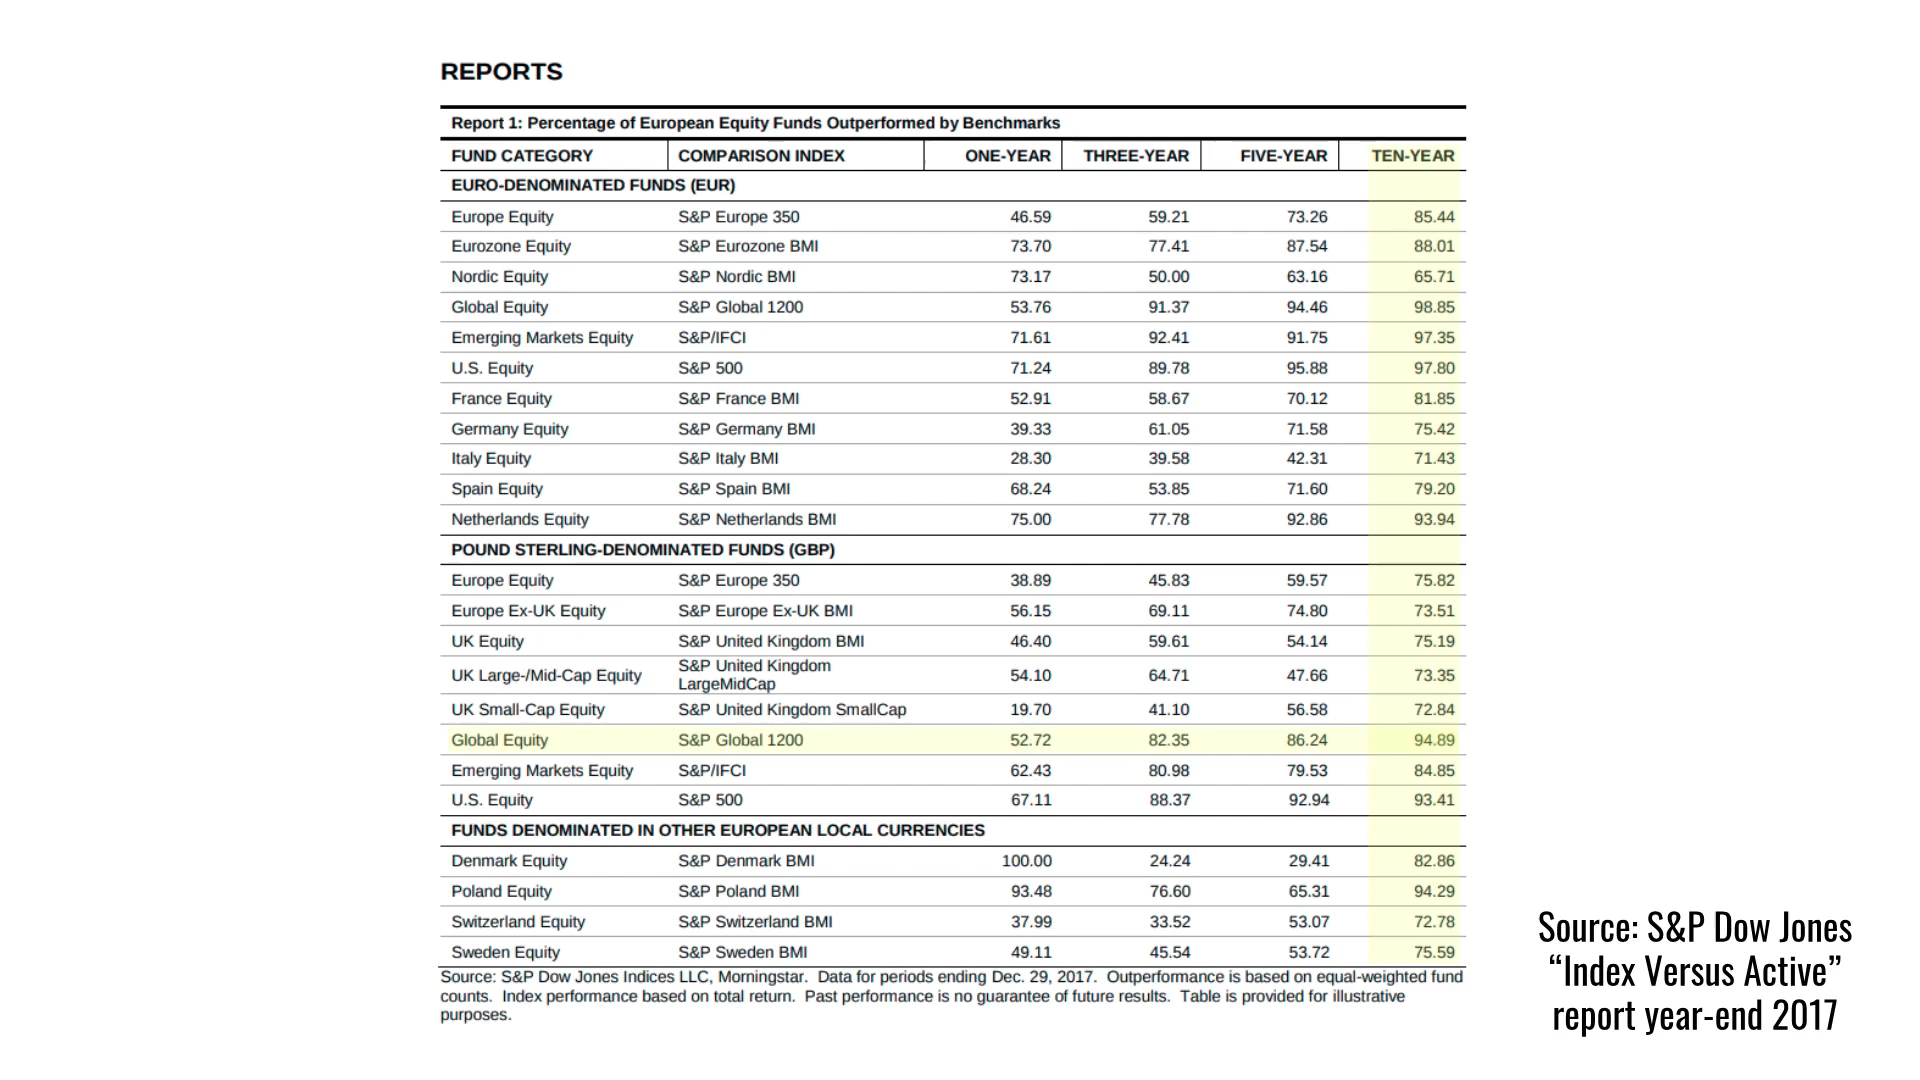 REPORTS
Report 1: Percentage of European Equity Funds Outperformed by Benchmarks
FUND CATEGORY COMPARISON INDEX ONE-YEAR THREE-YEAR FIVE-YEAR TEN-YEAR
EURO-DENOMINATED FUNDS (EUR)
Europe Equity S&P Europe 350 46.59 59.21 73.26 85.44
Eurozone Equity S&P Eurozone BMI 73.70 77.41 87.54 88.01
Nordic Equity S&P Nordic BMI 73.17 50.00 63.16 65.71
Global Equity S&P Global 1200 53.76 91.37 94.46 98.85
Emerging Markets Equity S&P/IFCI 71.61 92.41 91.75 97.35
U.S. Equity S&P 500 71.24 89.78 95.88 97.80
France Equity S&P France BMI 52.91 58.67 70.12 81.85
Germany Equity S&P Germany BMI 39.33 61.05 71.58 75.42
Italy Equity S&P Italy BMI 28.30 39.58 42.31 71.43
Spain Equity S&P Spain BMI 68.24 53.85 71.60 79.20
Netherlands Equity S&P Netherlands BMI 75.00 77.78 92.86 93.94
POUND STERLING-DENOMINATED FUNDS (GBP)
Europe Equity S&P Europe 350 38.89 45.83 59.57 75.82
Europe Ex-UK Equity S&P Europe Ex-UK BMI 56.15 69.11 74.80 73.51
UK Equity S&P United Kingdom BMI 46.40 59.61 54.14 75.19
UK Large-/Mid-Cap Equity S&P United Kingdom LargeMidCap 54.10 64.71 47.66 73.35
UK Small-Cap Equity S&P United Kingdom SmallCap 19.70 41.10 56.58 72.84
Global Equity S&P Global 1200 52.72 82.35 86.24 94.89
Emerging Markets Equity S&P/IFCI 62.43 80.98 79.53 84.85
U.S. Equity S&P 500 67.11 88.37 92.94 93.41
FUNDS DENOMINATED IN OTHER EUROPEAN LOCAL CURRENCIES
Denmark Equity S&P Denmark BMI 100.00 24.24 29.41 82.86
Poland Equity S&P Poland BMI 93.48 76.60 65.31 94.29
Switzerland Equity S&P Switzerland BMI 37.99 33.52 53.07 72.78
Sweden Equity S&P Sweden BMI 49.11 45.54 53.72 75.59
Source: S&P Dow Jones Indices LLC, Morningstar. Data for periods ending Dec. 29, 2017. Outperformance is based on equal-weighted fund
counts. Index performance based on total return. Past performance is no guarantee of future results. Table is provided for illustrative
purposes.
Source: S&P Dow Jones
“Index Versus Active”
report year-end 2017